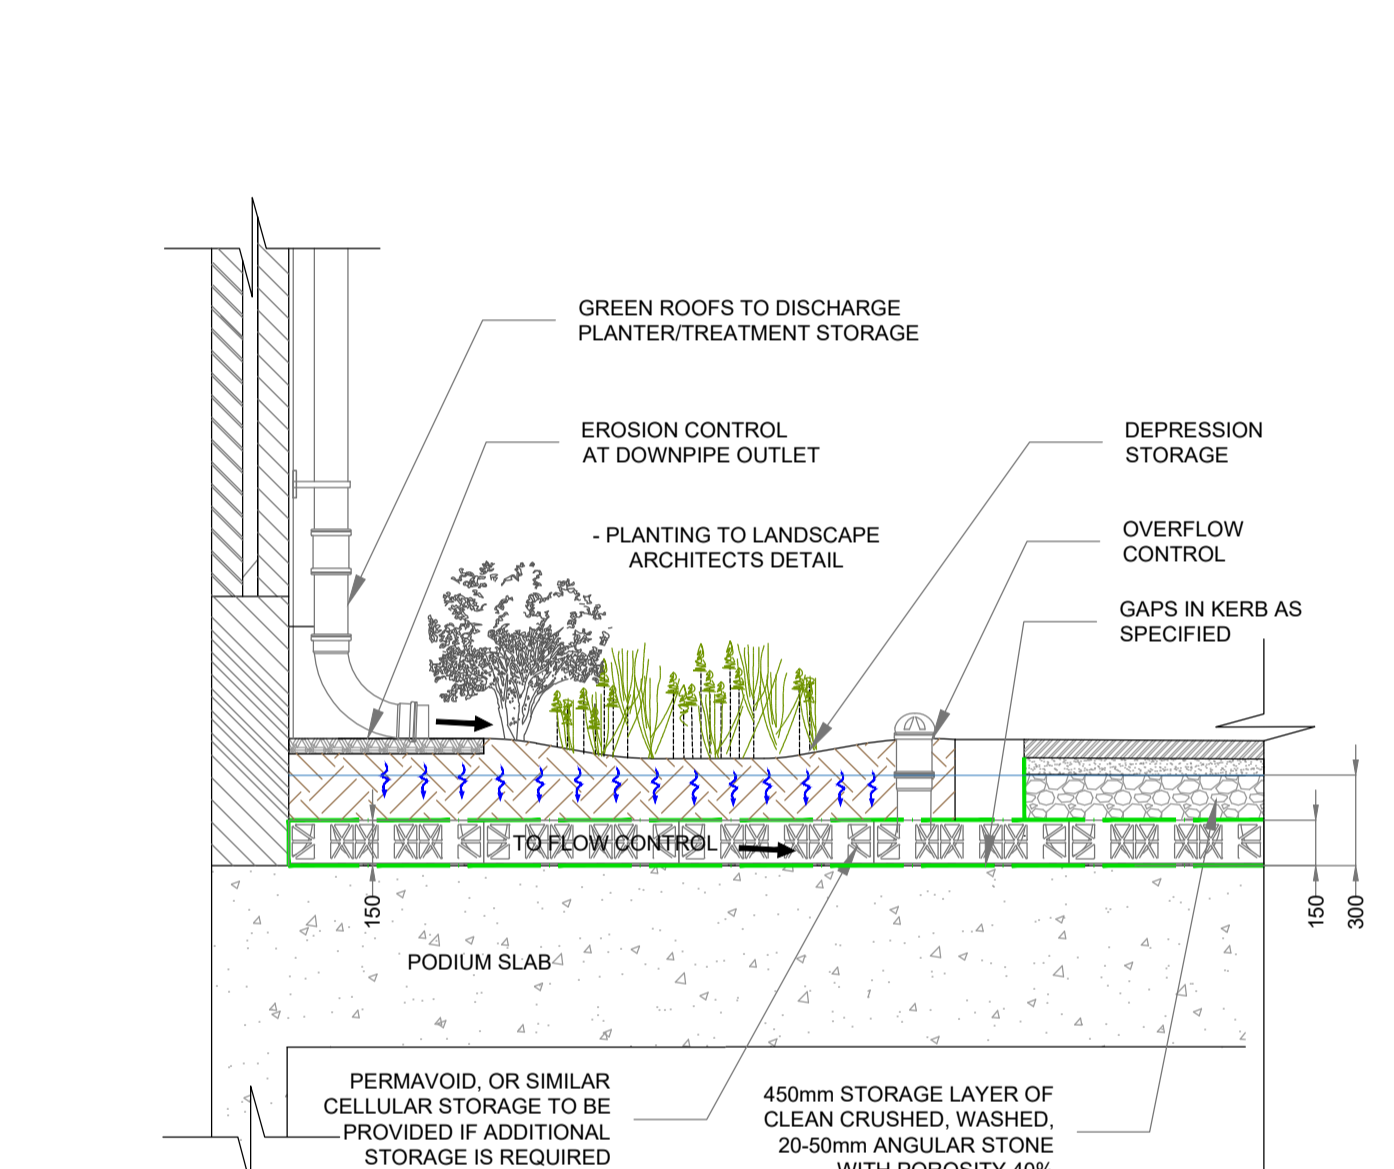 GREEN ROOFS TO DISCHARGE
PLANTER/TREATMENT STORAGE
EROSION CONTROL
AT DOWNPIPE OUTLET
DEPRESSION
STORAGE
- PLANTING TO LANDSCAPE
ARCHITECTS DETAIL
OVERFLOW
CONTROL
GAPS IN KERB AS
SPECIFIED
TO FLOW CONTROL
150
150
300
PODIUM SLAB
PERMAVOID, OR SIMILAR
CELLULAR STORAGE TO BE
PROVIDED IF ADDITIONAL
STORAGE IS REQUIRED
450mm STORAGE LAYER OF
CLEAN CRUSHED, WASHED,
20-50mm ANGULAR STONE
WITH POROSITY 40%